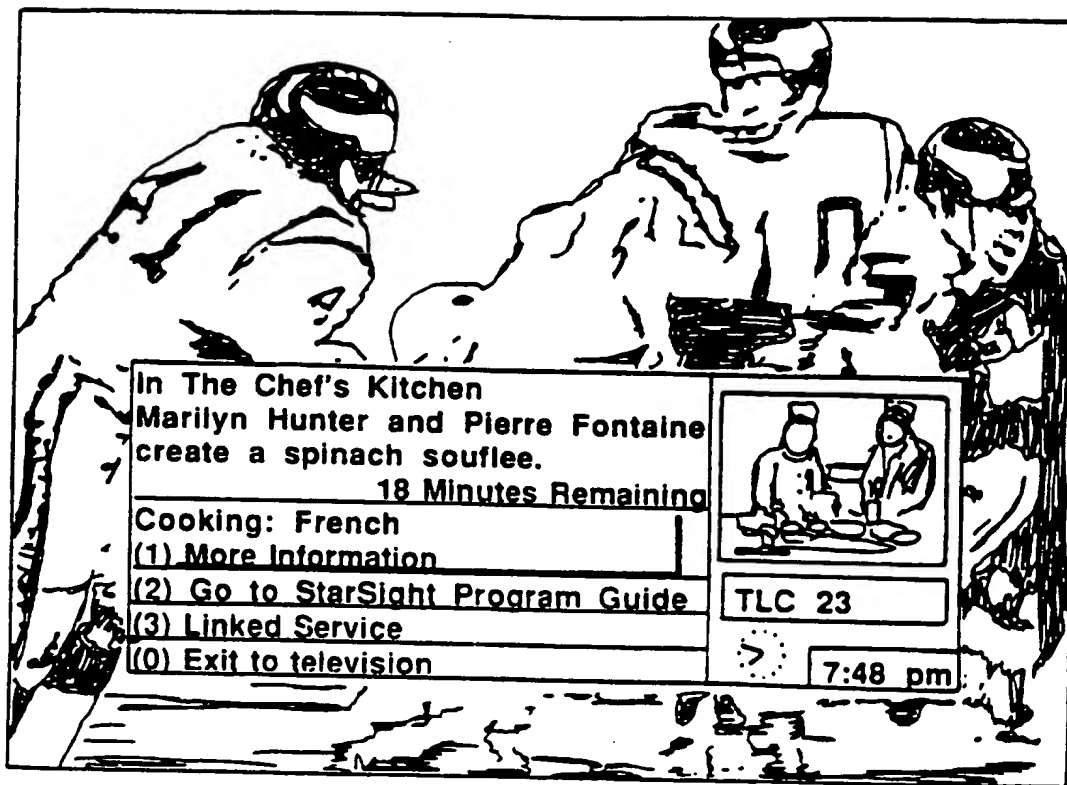 In The Chef's Kitchen
Marilyn Hunter and Pierre Fontaine
create a spinach souflee.
18 Minutes Remaining
Cooking: French
(1) More Information
(2) Go to StarSight Program Guide
(3) Linked Service
(0) Exit to television
TLC 23
7:48 pm